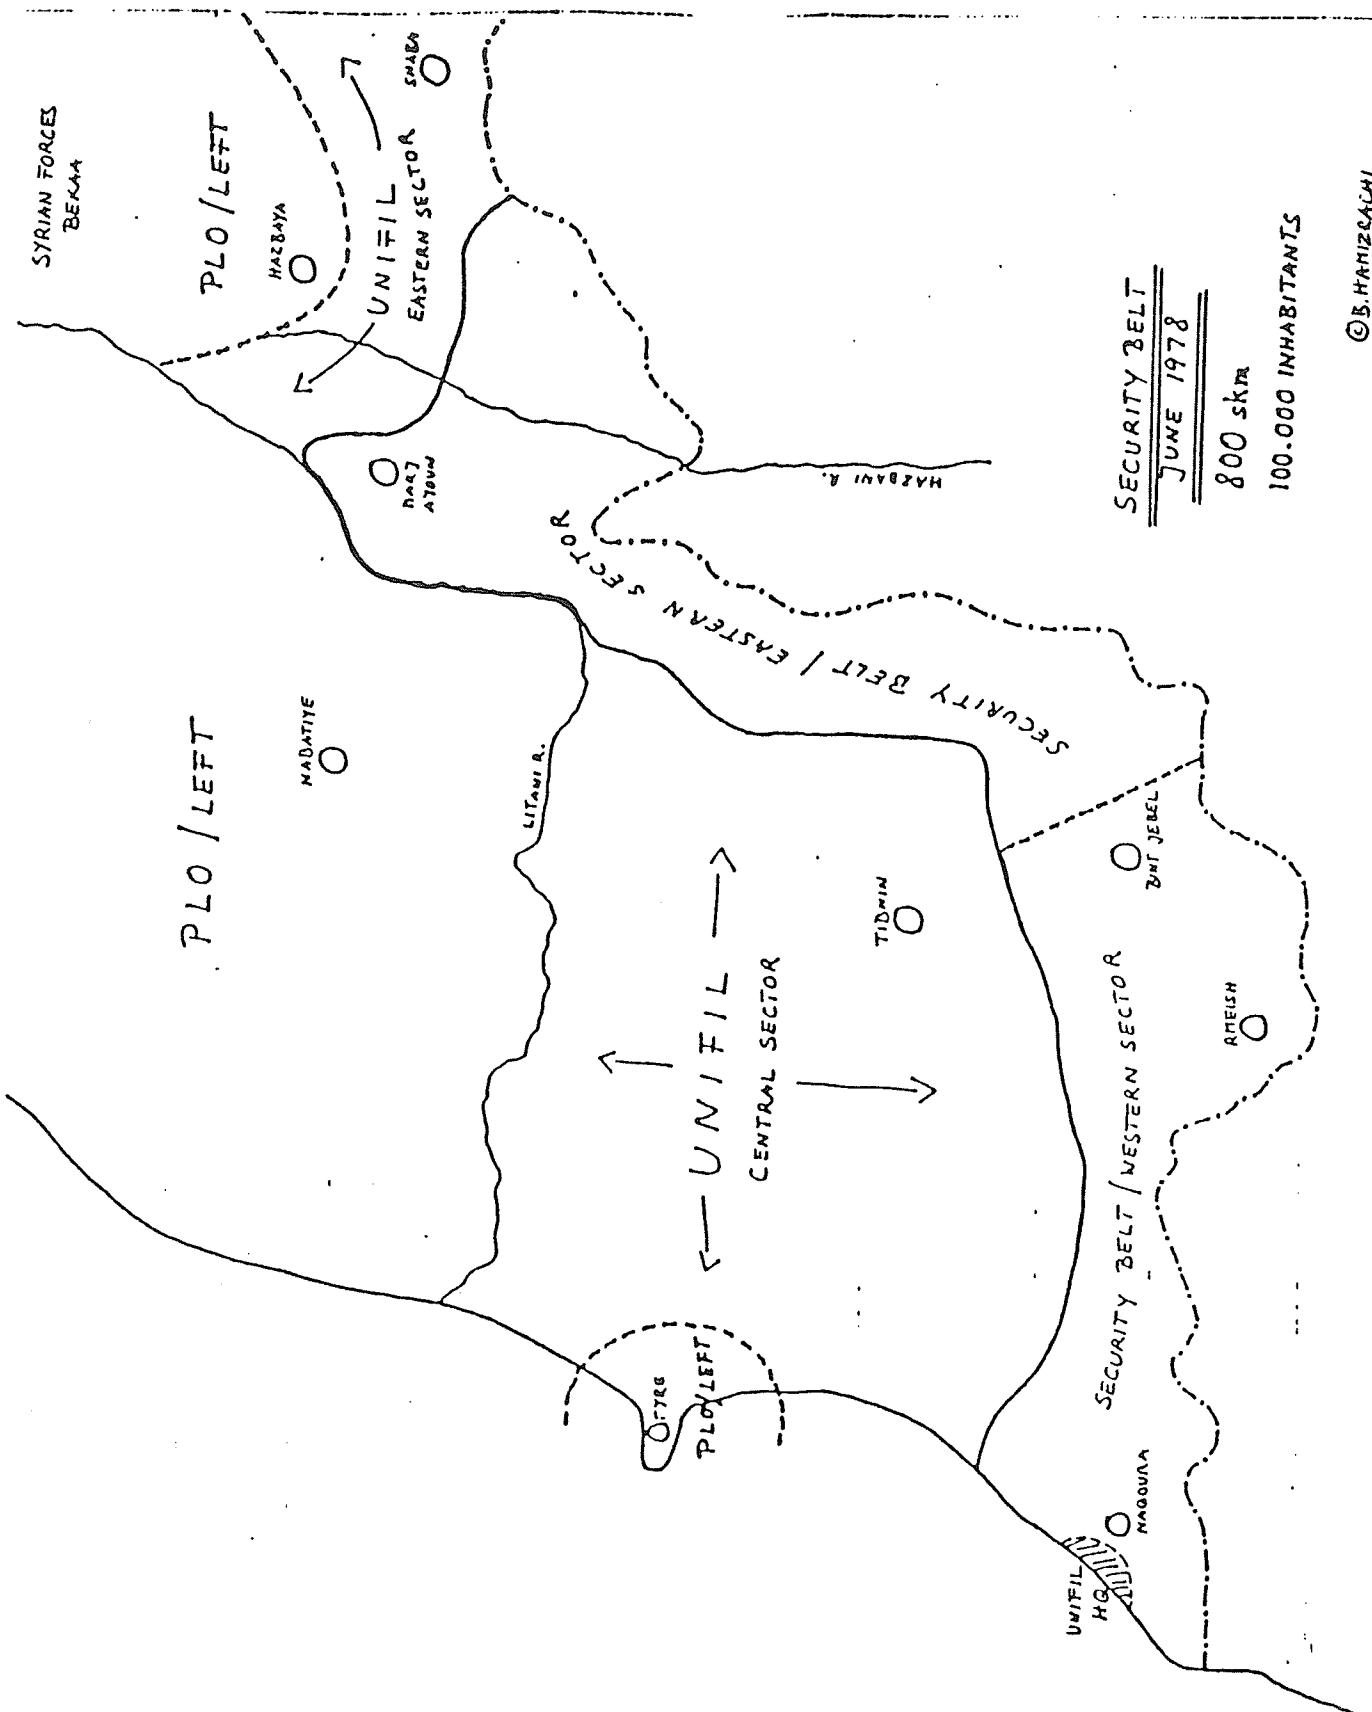 SYRIAN FORCES
BEKAA
PLO/LEFT
HAZBAYA
UNIFIL
EASTERN SECTOR
SHABA
MARJ
AYOUN
HAZBANI R.
PLO/LEFT
NABATIYE
LITANI R.
SECURITY BELT / EASTERN SECTOR
UNIFIL
CENTRAL SECTOR
TIBNIN
BINT JEBEL
RMEISH
SECURITY BELT / WESTERN SECTOR
TYRE
PLO/LEFT
NAQOURA
UNIFIL
HQ
SECURITY BELT
JUNE 1978
800 skm
100.000 INHABITANTS
©B.HAMIZRACHI